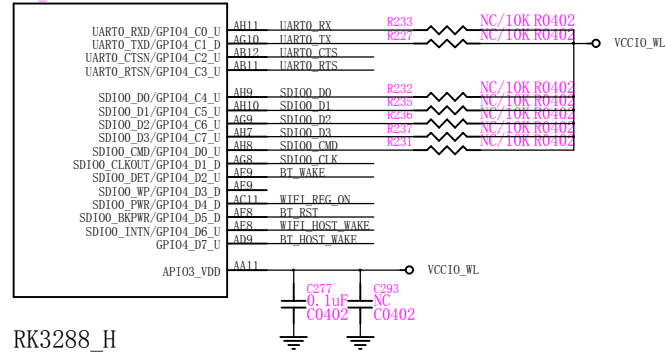 UART0_RXD/GPIO4_C0_U AH11 UART0_RX R233 NC/10K R0402
UART0_TXD/GPIO4_C1_D AG10 UART0_TX R227 NC/10K R0402 VCCIO_WL
UART0_CTSN/GPIO4_C2_U AB12 UART0_CTS
UART0_RTSN/GPIO4_C3_U AB11 UART0_RTS
SDIO0_D0/GPIO4_C4_U AH9 SDIO0_D0 R232 NC/10K R0402
SDIO0_D1/GPIO4_C5_U AH10 SDIO0_D1 R235 NC/10K R0402
SDIO0_D2/GPIO4_C6_U AG9 SDIO0_D2 R236 NC/10K R0402
SDIO0_D3/GPIO4_C7_U AH7 SDIO0_D3 R237 NC/10K R0402
SDIO0_CMD/GPIO4_D0_U AH8 SDIO0_CMD R231 NC/10K R0402
SDIO0_CLKOUT/GPIO4_D1_D AG8 SDIO0_CLK
SDIO0_DET/GPIO4_D2_U AF9 BT_WAKE
SDIO0_WP/GPIO4_D3_D AE9
SDIO0_PWR/GPIO4_D4_D AC11 WIFI_REG_ON
SDIO0_BKPWR/GPIO4_D5_D AF8 BT_RST
SDIO0_INTN/GPIO4_D6_U AE8 WIFI_HOST_WAKE
GPIO4_D7_U AD9 BT_HOST_WAKE
APIO3_VDD AA11 VCCIO_WL
C277 C293
0.1uF NC
C0402 C0402
RK3288_H